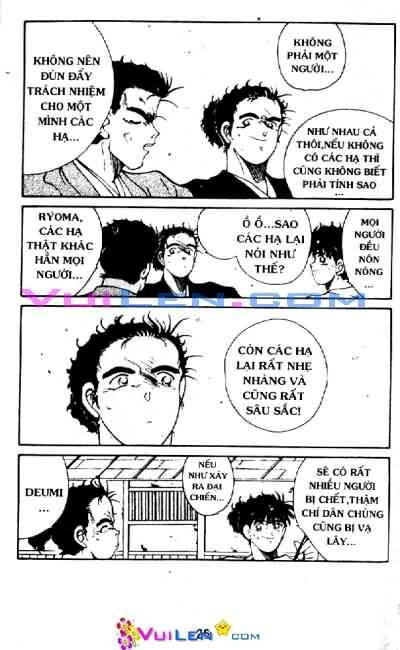 KHÔNG NÊN
ĐÙN ĐẨY
TRÁCH NHIỆM
CHO MỘT
MÌNH CÁC
HẠ...
KHÔNG
PHẢI MỘT
NGƯỜI...
NHƯ NHAU CẢ
THÔI,NẾU KHÔNG
CÓ CÁC HẠ THÌ
CŨNG KHÔNG BIẾT
PHẢI TÍNH SAO
...
RYOMA,
CÁC HẠ
THẬT KHÁC
HẲN MỌI
NGƯỜI...
Ồ Ồ...SAO
CÁC HẠ LẠI
NÓI NHƯ
THẾ?
MỌI
NGƯỜI
ĐỀU
NÔN
NÓNG
...
VUILEN.COM
CÒN CÁC HẠ
LẠI RẤT NHẸ
NHÀNG VÀ
CŨNG RẤT
SÂU SẮC!
DEUMI
...
NẾU
NHƯ XẢY
RA ĐẠI
CHIẾN...
SẼ CÓ RẤT
NHIỀU NGƯỜI
BỊ CHẾT,THẬM
CHÍ DÂN CHÚNG
CŨNG BỊ VẠ
LÂY...
26
VUILEN.COM